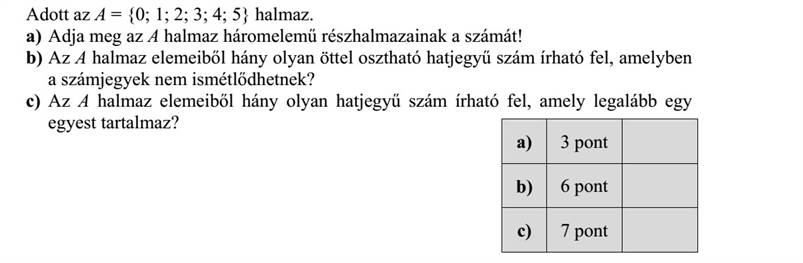 Adott az A = {0; 1; 2; 3; 4; 5} halmaz.
a) Adja meg az A halmaz háromelemű részhalmazainak a számát!
b) Az A halmaz elemeiből hány olyan öttel osztható hatjegyű szám írható fel, amelyben
a számjegyek nem ismétlődhetnek?
c) Az A halmaz elemeiből hány olyan hatjegyű szám írható fel, amely legalább egy
egyest tartalmaz?
a) 3 pont
b) 6 pont
c) 7 pont